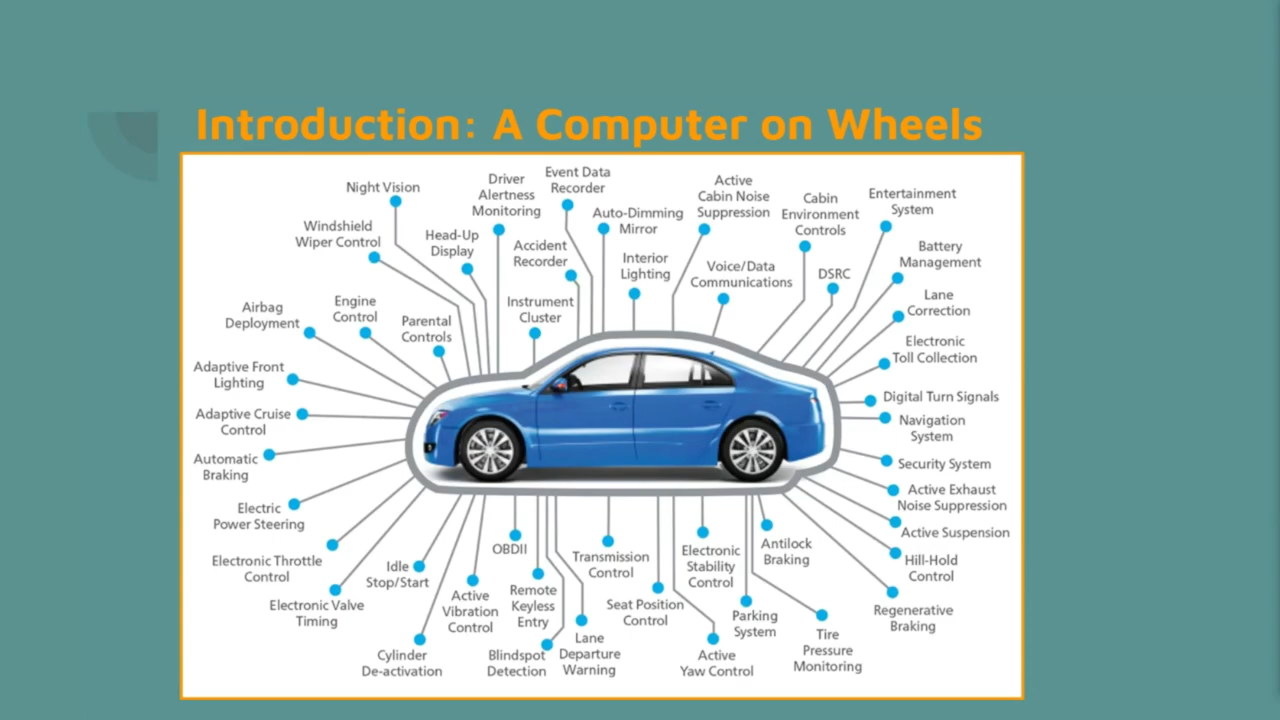 Introduction: A Computer on Wheels
Night Vision
Driver
Alertness
Monitoring
Event Data
Recorder
Active
Cabin Noise
Suppression
Cabin
Environment
Controls
Entertainment
System
Windshield
Wiper Control
Head-Up
Display
Accident
Recorder
Auto-Dimming
Mirror
Interior
Lighting
Voice/Data
Communications
DSRC
Battery
Management
Airbag
Deployment
Engine
Control
Parental
Controls
Instrument
Cluster
Lane
Correction
Electronic
Toll Collection
Adaptive Front
Lighting
Digital Turn Signals
Adaptive Cruise
Control
Navigation
System
Automatic
Braking
Security System
Electric
Power Steering
Active Exhaust
Noise Suppression
Active Suspension
Electronic Throttle
Control
Idle
Stop/Start
OBDII
Transmission
Control
Electronic
Stability
Control
Antilock
Braking
Hill-Hold
Control
Electronic Valve
Timing
Active
Vibration
Control
Remote
Keyless
Entry
Seat Position
Control
Parking
System
Regenerative
Braking
Cylinder
De-activation
Blindspot
Detection
Lane
Departure
Warning
Active
Yaw Control
Tire
Pressure
Monitoring